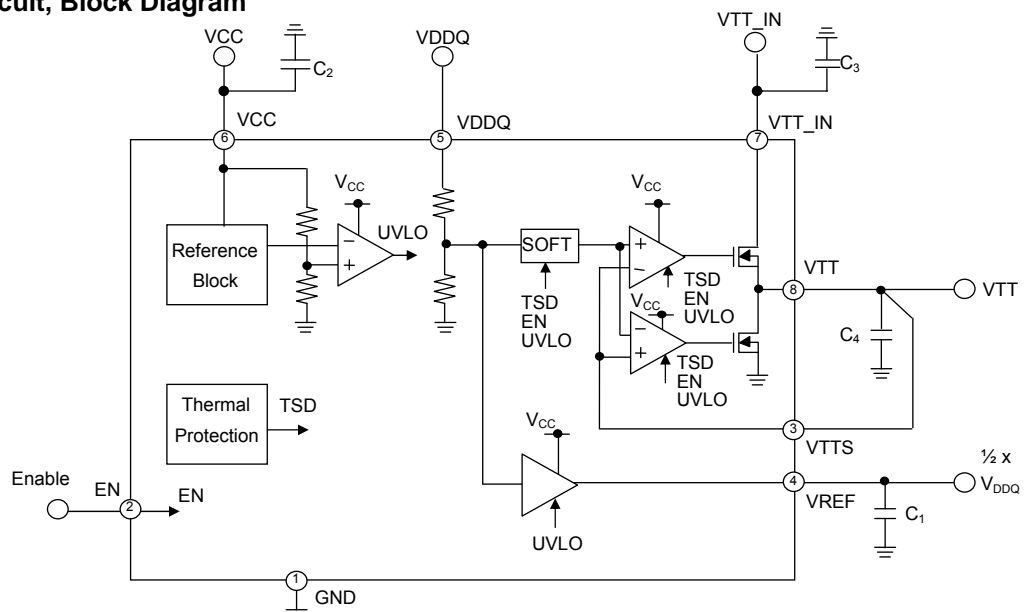 cuit, Block Diagram
VCC
C2
VDDQ
VTT_IN
C3
6
VCC
5
VDDQ
7
VTT_IN
Reference
Block
VCC
−
+
UVLO
SOFT
TSD
EN
UVLO
VCC
+
−
TSD
EN
UVLO
VCC
−
+
TSD
EN
UVLO
VTT
8
VTT
C4
Thermal
Protection
TSD
3
VTTS
Enable
EN
2
EN
VCC
UVLO
4
VREF
½ x
VDDQ
C1
1
GND